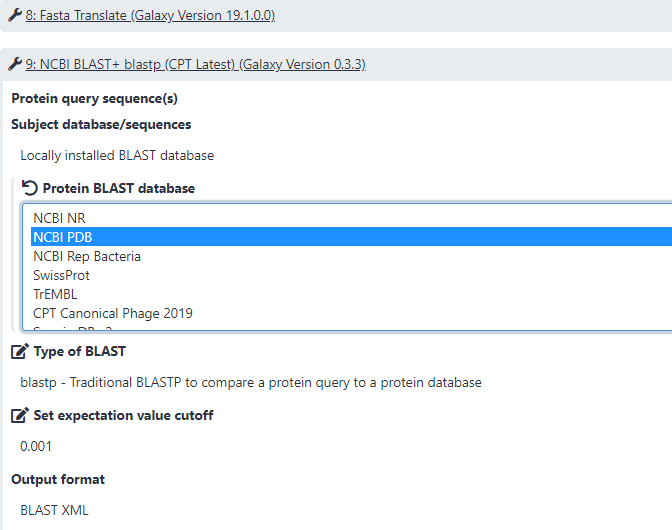 8: Fasta Translate (Galaxy Version 19.1.0.0)
9: NCBI BLAST+ blastp (CPT Latest) (Galaxy Version 0.3.3)
Protein query sequence(s)
Subject database/sequences
Locally installed BLAST database
Protein BLAST database
NCBI NR
NCBI PDB
NCBI Rep Bacteria
SwissProt
TrEMBL
CPT Canonical Phage 2019
Type of BLAST
blastp - Traditional BLASTP to compare a protein query to a protein database
Set expectation value cutoff
0.001
Output format
BLAST XML